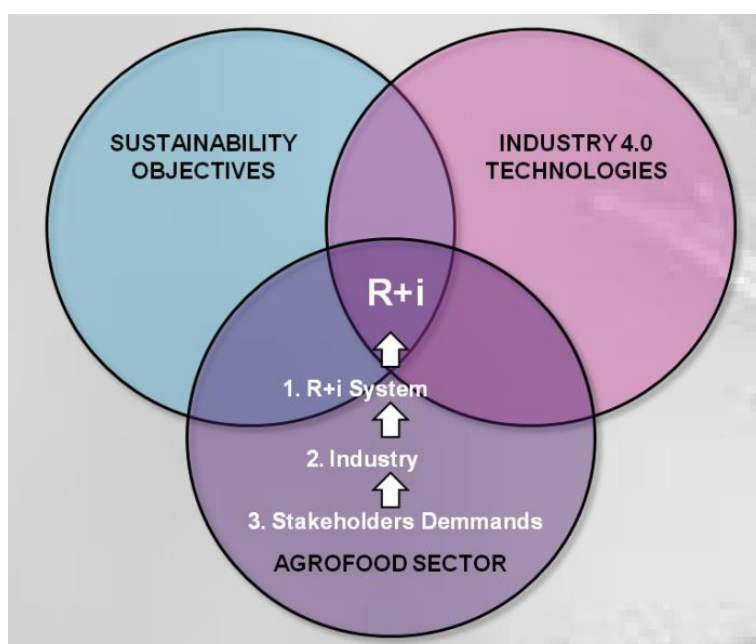 SUSTAINABILITY
OBJECTIVES
INDUSTRY 4.0
TECHNOLOGIES
R+i
1. R+i System
2. Industry
3. Stakeholders Demmands
AGROFOOD SECTOR